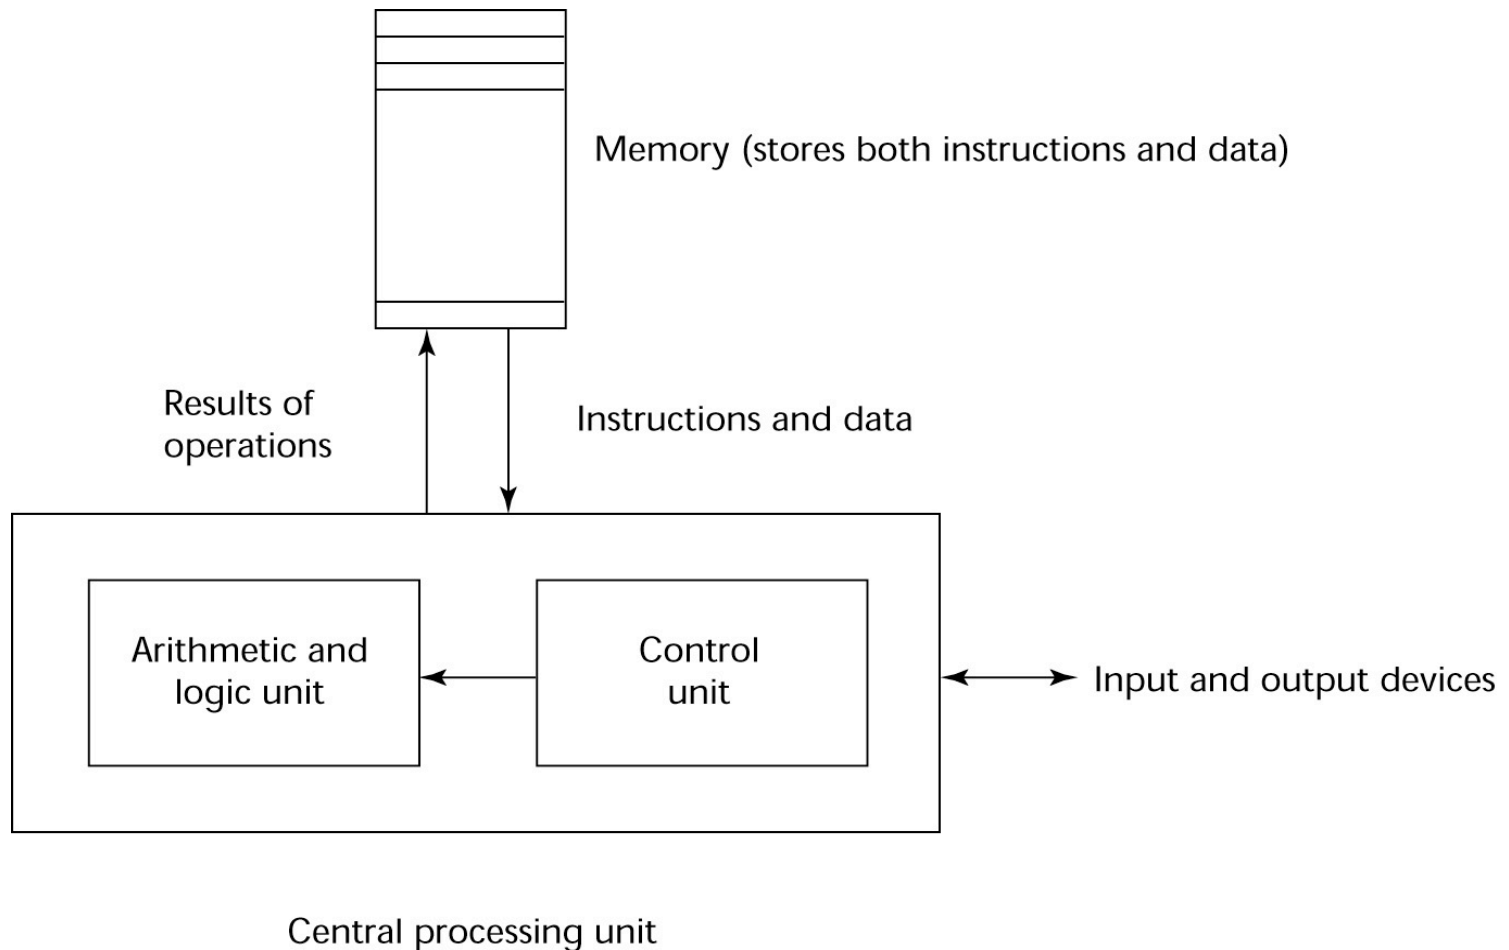 Memory (stores both instructions and data)
Results of
operations
Instructions and data
Arithmetic and
logic unit
Control
unit
Input and output devices
Central processing unit